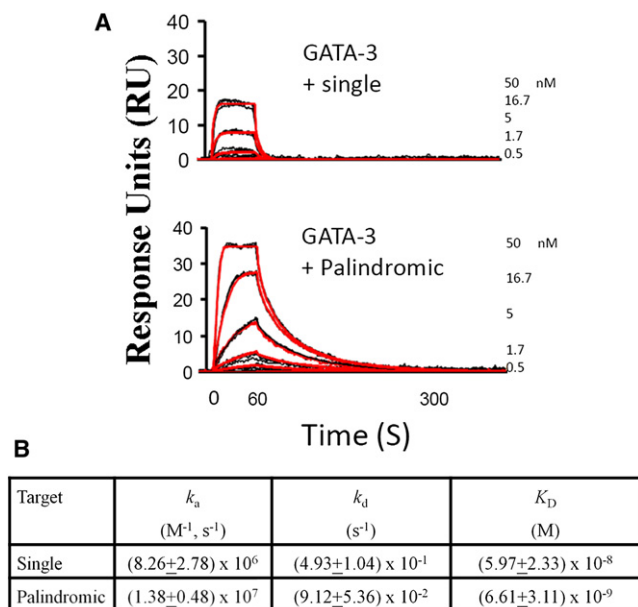 A
Response Units (RU)
40
30
20
10
0
GATA-3
+ single
50 nM
16.7
5
1.7
0.5
40
30
20
10
0
GATA-3
+ Palindromic
50 nM
16.7
5
1.7
0.5
0 60 300
Time (S)
B
Target kₐ (M⁻¹, s⁻¹) k_d (s⁻¹) K_D (M)
Single (8.26±2.78) x 10⁶ (4.93±1.04) x 10⁻¹ (5.97±2.33) x 10⁻⁸
Palindromic (1.38±0.48) x 10⁷ (9.12±5.36) x 10⁻² (6.61±3.11) x 10⁻⁹